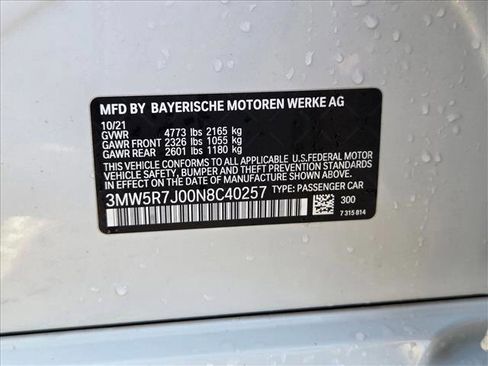 MFD BY BAYERISCHE MOTOREN WERKE AG
10/21
GVWR 4773 lbs 2165 kg
GAWR FRONT 2326 lbs 1055 kg
GAWR REAR 2601 lbs 1180 kg
THIS VEHICLE CONFORMS TO ALL APPLICABLE U.S.FEDERAL MOTOR
VEHICLE SAFETY, BUMPER, AND THEFT PREVENTION STANDARDS
IN EFFECT ON THE DATE OF MANUFACTURE SHOWN ABOVE.
3MW5R7J00N8C40257 TYPE: PASSENGER CAR
300
7 315 814